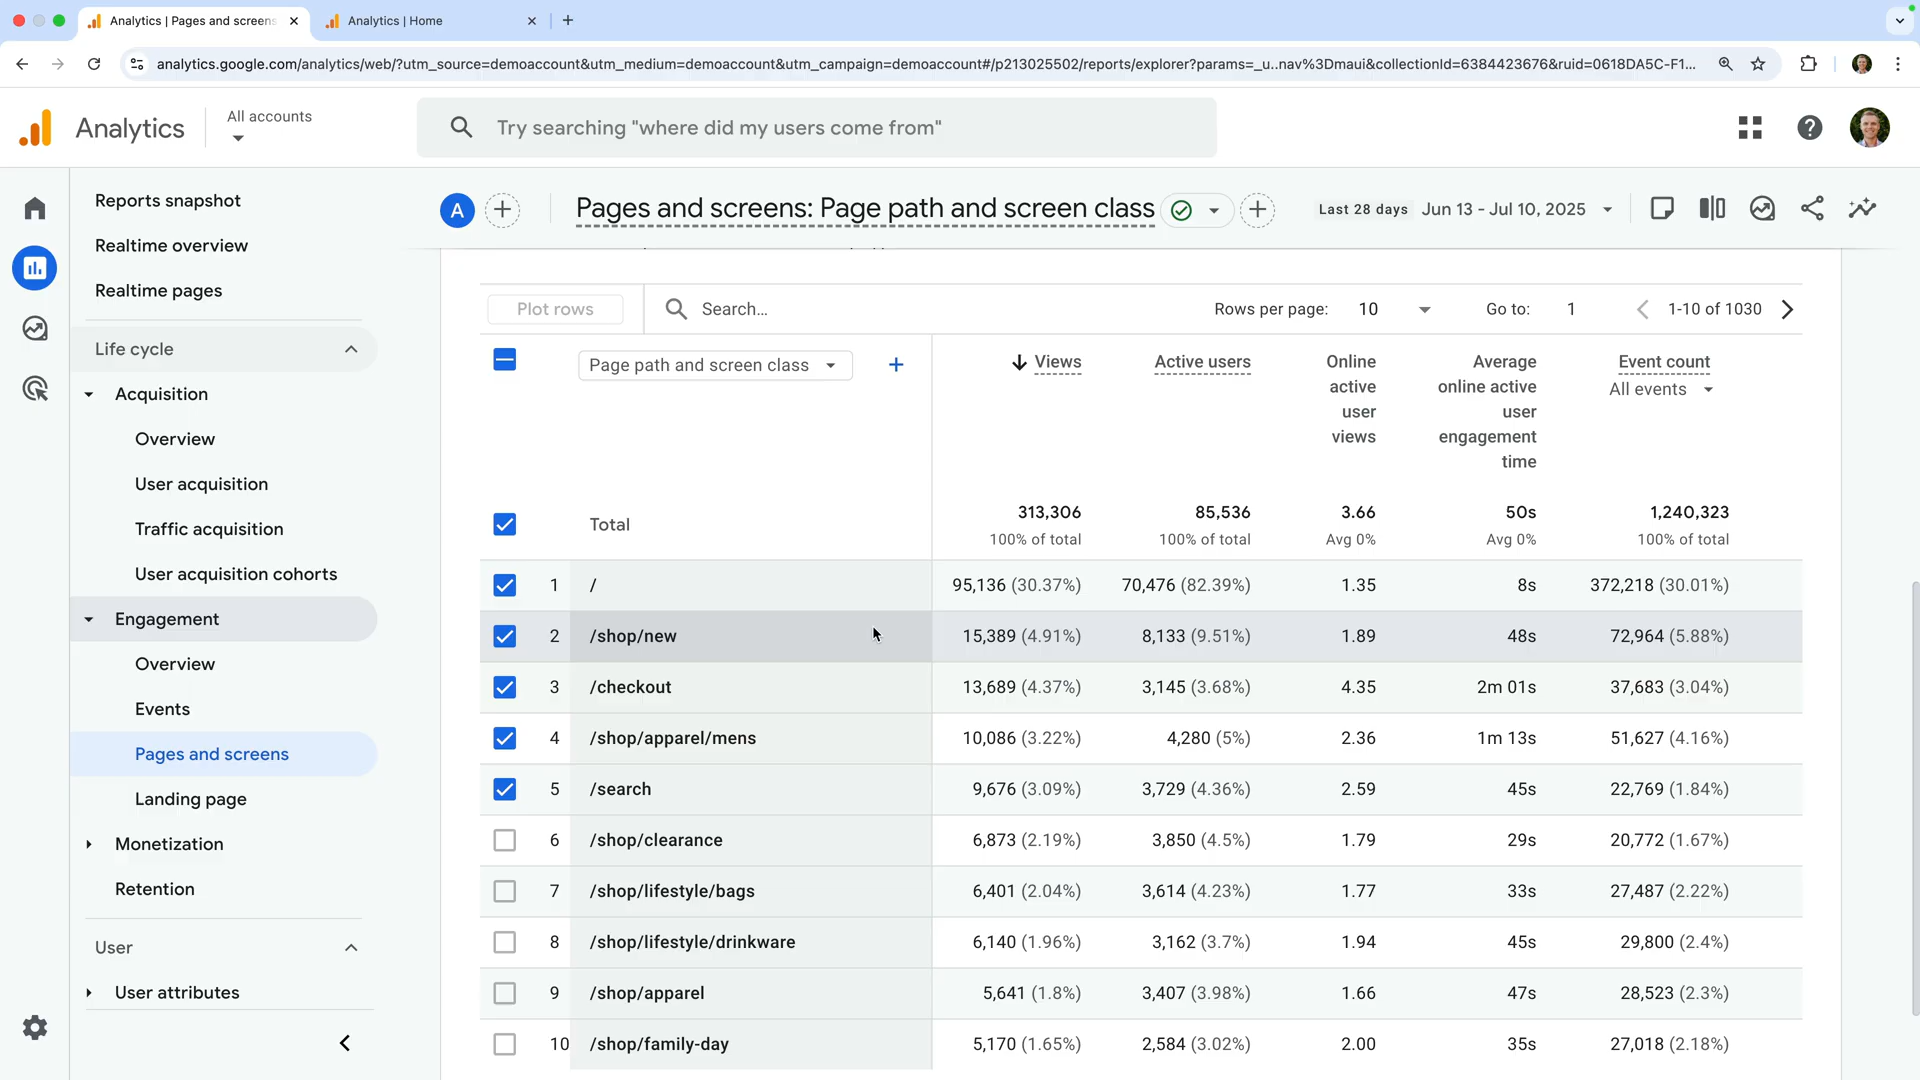 Analytics | Pages and screens
Analytics | Home
analytics.google.com/analytics/web/?utm_source=demoaccount&utm_medium=demoaccount&utm_campaign=demoaccount#/p213025502/reports/explorer?params=_u..nav%3Dmaui&collectionId=6384423676&ruid=0618DA5C-F1...
Analytics
All accounts
Try searching "where did my users come from"
Reports snapshot
Realtime overview
Realtime pages
Life cycle
Acquisition
Overview
User acquisition
Traffic acquisition
User acquisition cohorts
Engagement
Overview
Events
Pages and screens
Landing page
Monetization
Retention
User
User attributes
A
Pages and screens: Page path and screen class
Last 28 days Jun 13 - Jul 10, 2025
Plot rows
Search...
Rows per page: 10
Go to: 1
1-10 of 1030
Page path and screen class
Views
Active users
Online
active
user
views
Average
online active
user
engagement
time
Event count
All events
Total
313,306
100% of total
85,536
100% of total
3.66
Avg 0%
50s
Avg 0%
1,240,323
100% of total
1 / 95,136 (30.37%) 70,476 (82.39%) 1.35 8s 372,218 (30.01%)
2 /shop/new 15,389 (4.91%) 8,133 (9.51%) 1.89 48s 72,964 (5.88%)
3 /checkout 13,689 (4.37%) 3,145 (3.68%) 4.35 2m 01s 37,683 (3.04%)
4 /shop/apparel/mens 10,086 (3.22%) 4,280 (5%) 2.36 1m 13s 51,627 (4.16%)
5 /search 9,676 (3.09%) 3,729 (4.36%) 2.59 45s 22,769 (1.84%)
6 /shop/clearance 6,873 (2.19%) 3,850 (4.5%) 1.79 29s 20,772 (1.67%)
7 /shop/lifestyle/bags 6,401 (2.04%) 3,614 (4.23%) 1.77 33s 27,487 (2.22%)
8 /shop/lifestyle/drinkware 6,140 (1.96%) 3,162 (3.7%) 1.94 45s 29,800 (2.4%)
9 /shop/apparel 5,641 (1.8%) 3,407 (3.98%) 1.66 47s 28,523 (2.3%)
10 /shop/family-day 5,170 (1.65%) 2,584 (3.02%) 2.00 35s 27,018 (2.18%)